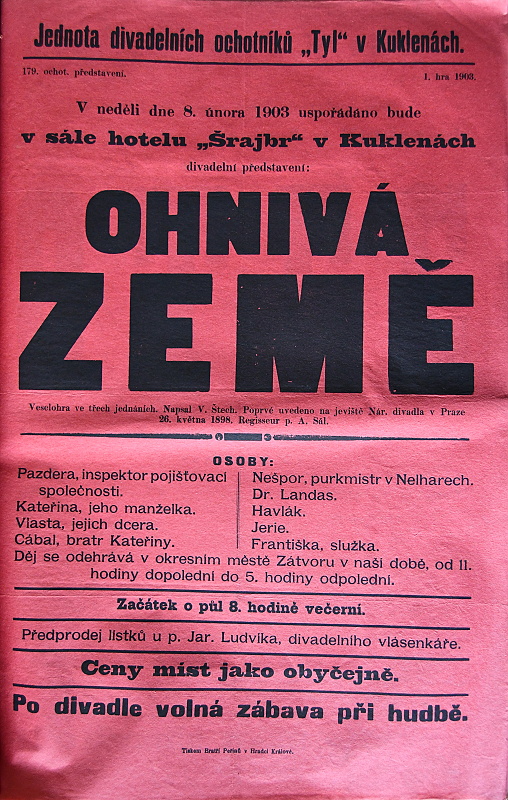 Jednota divadelních ochotníků „Tyl“ v Kuklenách.
179. ochot. představení.
1. hra 1903.
V neděli dne 8. února 1903 uspořádáno bude
v sále hotelu „Šrajbr“ v Kuklenách
divadelní představení:
OHNIVÁ
ZEMĚ
Veselohra ve třech jednáních. Napsal V. Štech. Poprvé uvedeno na jeviště Nár. divadla v Praze
26. května 1898. Regisseur p. A. Sál.
OSOBY:
Pazdera, inspektor pojišťovací
společnosti.
Kateřina, jeho manželka.
Vlasta, jejich dcera.
Cábal, bratr Kateřiny.
Nešpor, purkmistr v Nelharech.
Dr. Landas.
Havlák.
Jerie.
Františka, služka.
Děj se odehrává v okresním městě Zátvoru v naši době, od 11.
hodiny dopolední do 5. hodiny odpolední.
Začátek o půl 8. hodině večerní.
Předprodej lístků u p. Jar. Ludvíka, divadelního vlásenkáře.
Ceny míst jako obyčejně.
Po divadle volná zábava při hudbě.
Tiskem Bratří Peřinů v Hradci Králové.